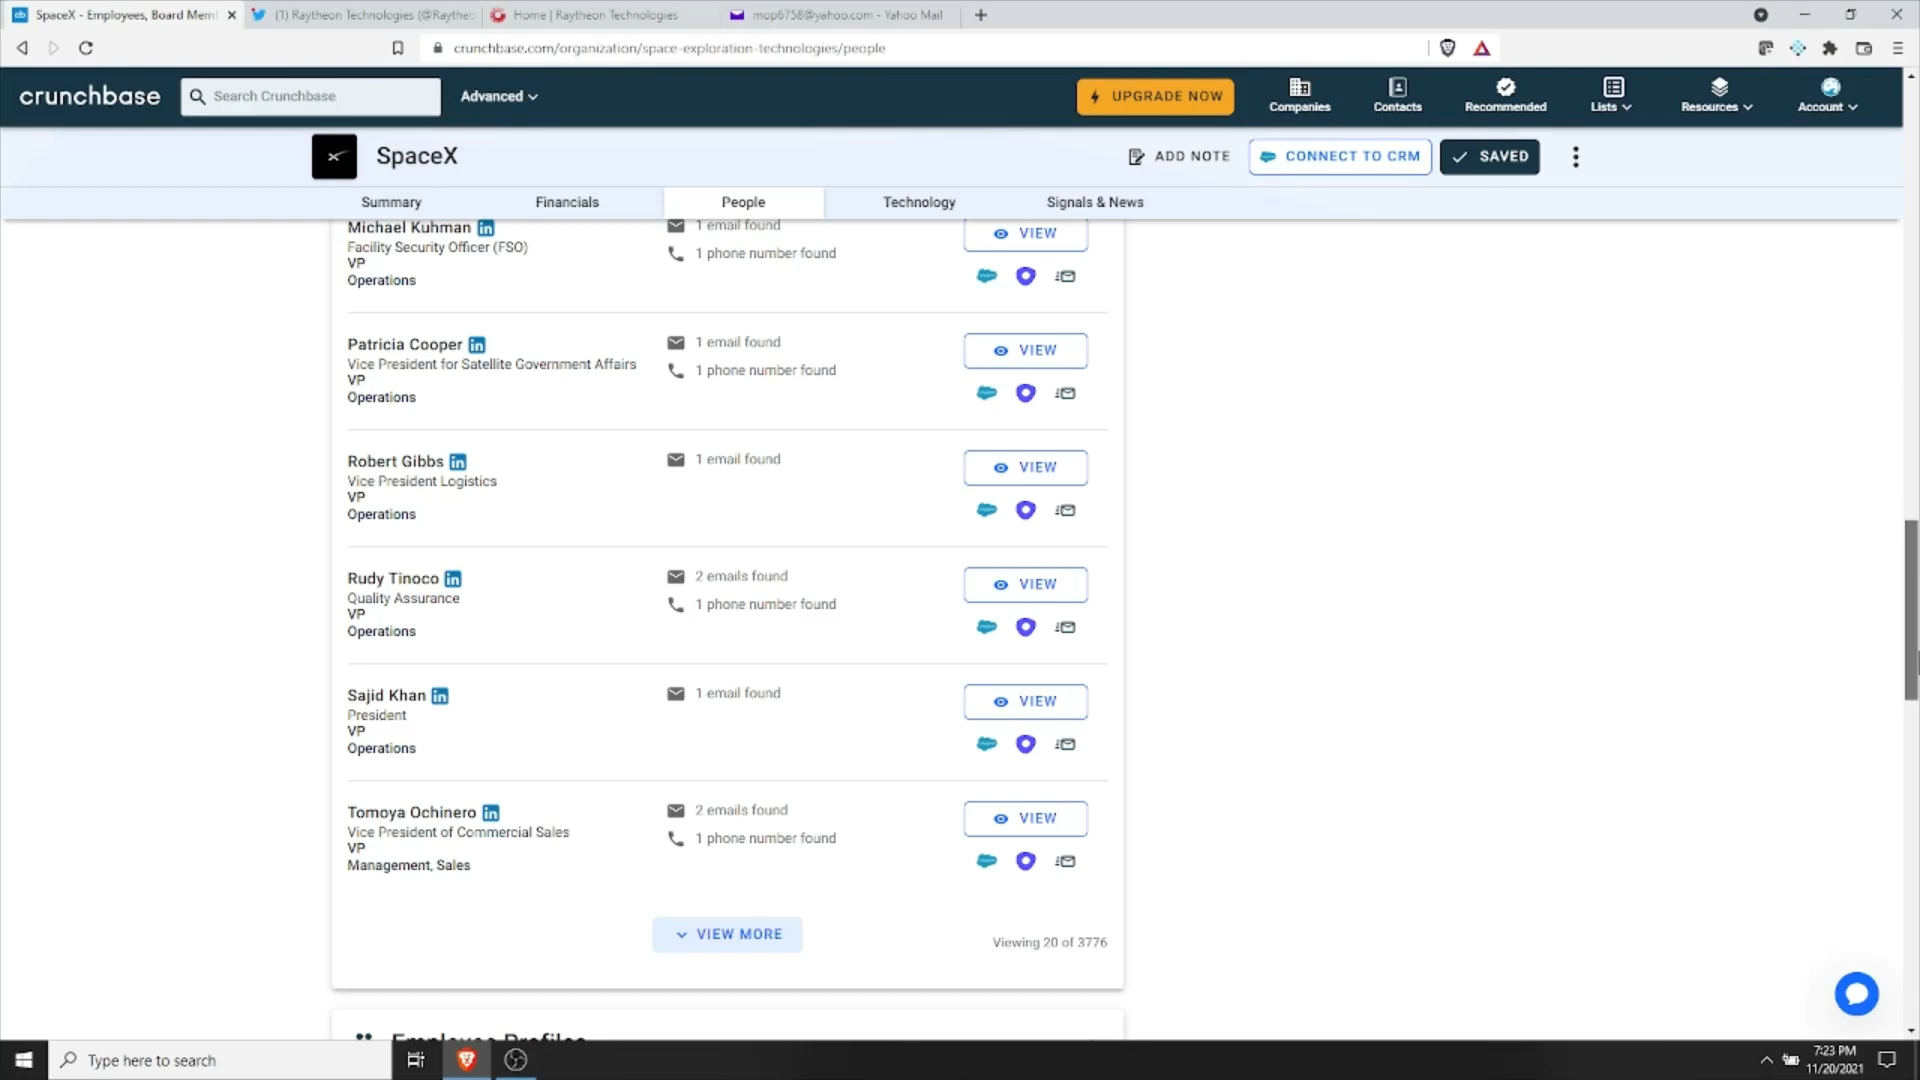 SpaceX - Employees, Board Mem
(1) Raytheon Technologies (@Raythe
Home | Raytheon Technologies
mop6758@yahoo.com - Yahoo Mail
crunchbase.com/organization/space-exploration-technologies/people
crunchbase
Search Crunchbase
Advanced
UPGRADE NOW
Companies
Contacts
Recommended
Lists
Resources
Account
SpaceX
ADD NOTE
CONNECT TO CRM
SAVED
Summary
Financials
People
Technology
Signals & News
Michael Kuhman
1 email found
VIEW
Facility Security Officer (FSO)
1 phone number found
VP
Operations
Patricia Cooper
1 email found
VIEW
Vice President for Satellite Government Affairs
1 phone number found
VP
Operations
Robert Gibbs
1 email found
VIEW
Vice President Logistics
VP
Operations
Rudy Tinoco
2 emails found
VIEW
Quality Assurance
1 phone number found
VP
Operations
Sajid Khan
1 email found
VIEW
President
VP
Operations
Tomoya Ochinero
2 emails found
VIEW
Vice President of Commercial Sales
1 phone number found
VP
Management, Sales
VIEW MORE
Viewing 20 of 3776
Employee Profiles
Type here to search
7:23 PM
11/20/2021